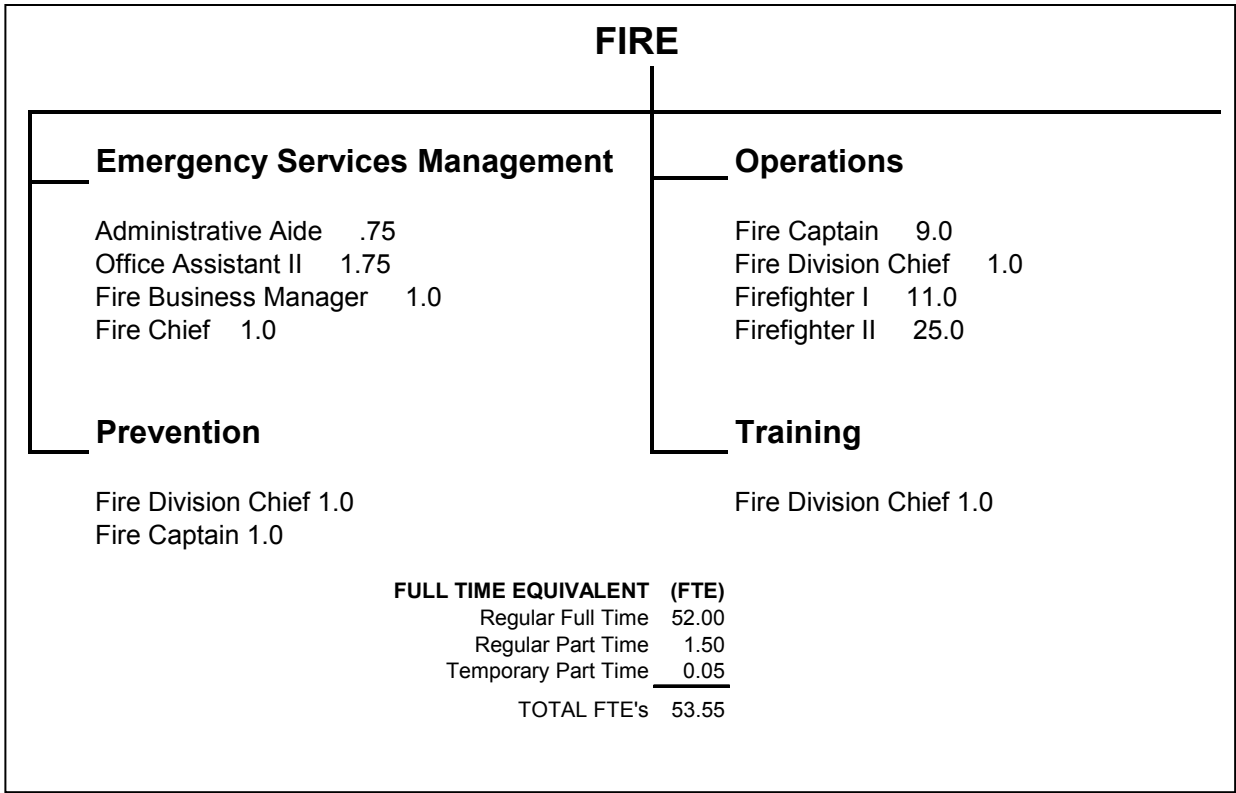 FIRE
Emergency Services Management
Administrative Aide .75
Office Assistant II 1.75
Fire Business Manager 1.0
Fire Chief 1.0
Operations
Fire Captain 9.0
Fire Division Chief 1.0
Firefighter I 11.0
Firefighter II 25.0
Prevention
Fire Division Chief 1.0
Fire Captain 1.0
Training
Fire Division Chief 1.0
FULL TIME EQUIVALENT (FTE)
Regular Full Time 52.00
Regular Part Time 1.50
Temporary Part Time 0.05
TOTAL FTE's 53.55